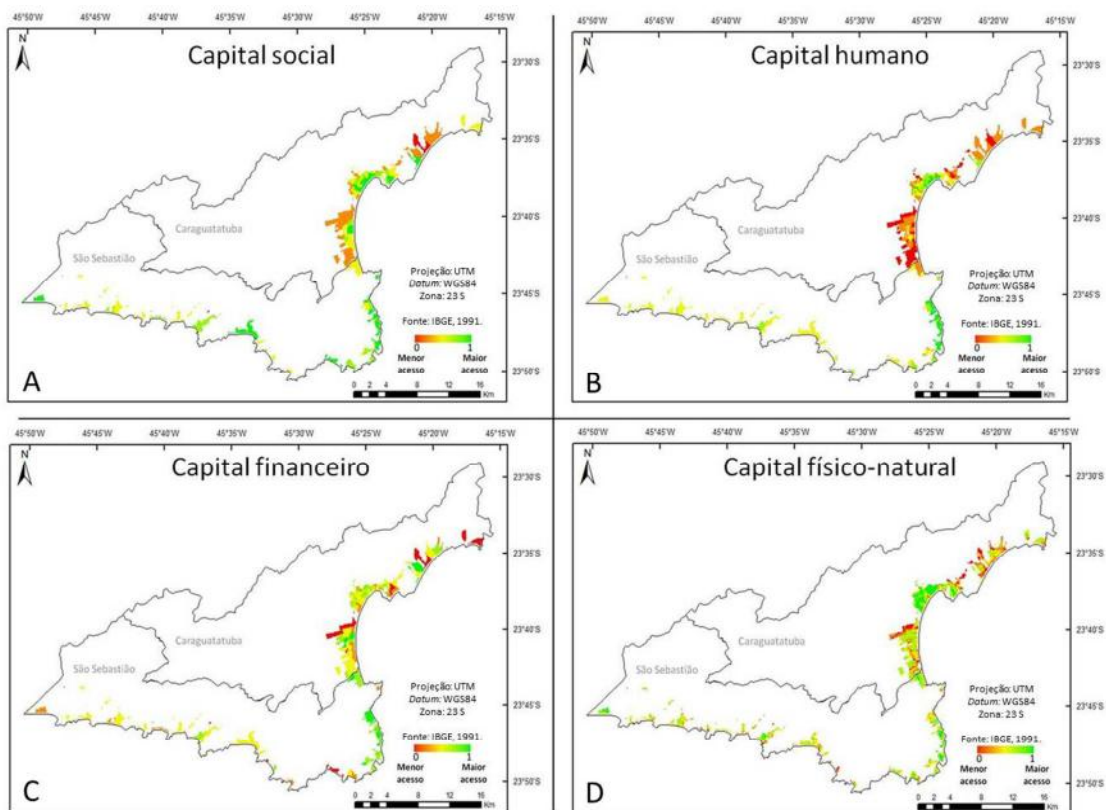 45°50'W 45°45'W 45°40'W 45°35'W 45°30'W 45°25'W 45°20'W 45°15'W
N
Capital social
23°30'S
23°35'S
23°40'S
23°45'S
23°50'S
Caraguatatuba
São Sebastião
Projeção: UTM
Datum: WGS84
Zona: 23 S
Fonte: IBGE, 1991.
0 1
Menor acesso
Maior acesso
0 2 4 8 12 16
Km
A
45°50'W 45°45'W 45°40'W 45°35'W 45°30'W 45°25'W 45°20'W 45°15'W
N
Capital humano
23°30'S
23°35'S
23°40'S
23°45'S
23°50'S
Caraguatatuba
São Sebastião
Projeção: UTM
Datum: WGS84
Zona: 23 S
Fonte: IBGE, 1991.
0 1
Menor acesso
Maior acesso
0 2 4 8 12 16
Km
B
45°50'W 45°45'W 45°40'W 45°35'W 45°30'W 45°25'W 45°20'W 45°15'W
N
Capital financeiro
23°30'S
23°35'S
23°40'S
23°45'S
23°50'S
Caraguatatuba
São Sebastião
Projeção: UTM
Datum: WGS84
Zona: 23 S
Fonte: IBGE, 1991.
0 1
Menor acesso
Maior acesso
0 2 4 8 12 16
Km
C
45°50'W 45°45'W 45°40'W 45°35'W 45°30'W 45°25'W 45°20'W 45°15'W
N
Capital físico-natural
23°30'S
23°35'S
23°40'S
23°45'S
23°50'S
Caraguatatuba
São Sebastião
Projeção: UTM
Datum: WGS84
Zona: 23 S
Fonte: IBGE, 1991.
0 1
Menor acesso
Maior acesso
0 2 4 8 12 16
Km
D